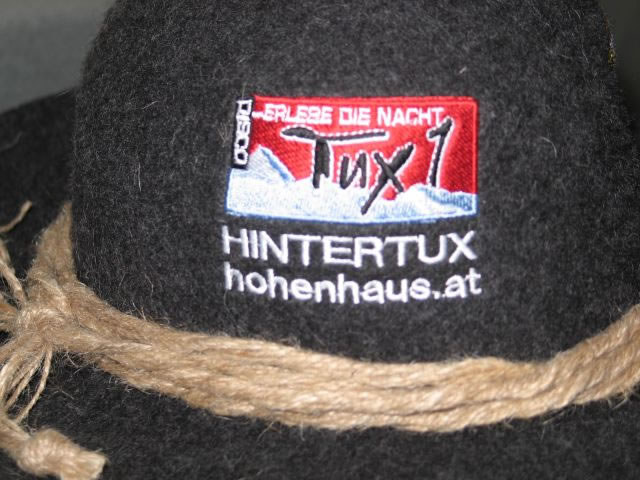 DISCO
ERLEBE DIE NACHT
Tux 1
HINTERTUX
hohenhaus.at